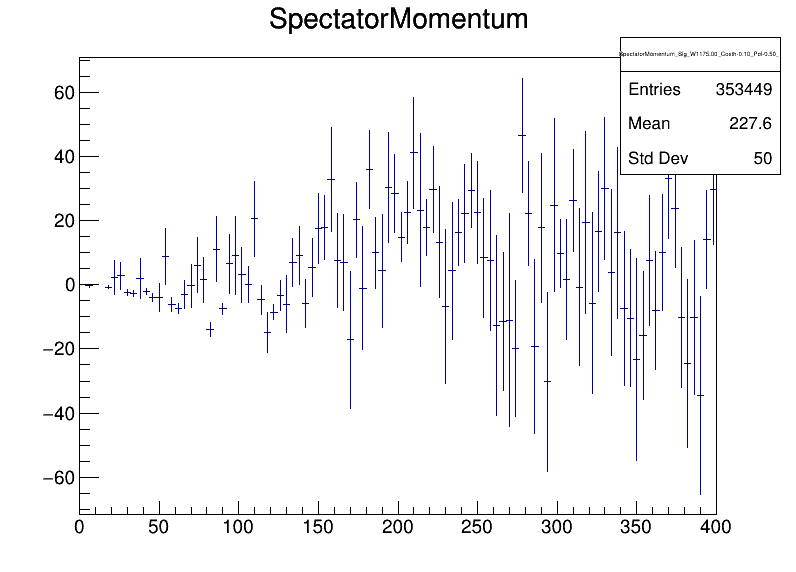 SpectatorMomentum
SpectatorMomentum_Sig_W1175.00_Costh-0.10_Pol-0.50_
Entries 353449
Mean 227.6
Std Dev 50
60
40
20
0
−20
−40
−60
0 50 100 150 200 250 300 350 400